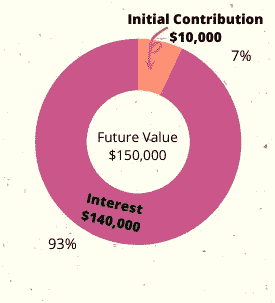 Initial Contribution
$10,000
7%
Future Value
$150,000
Interest
$140,000
93%